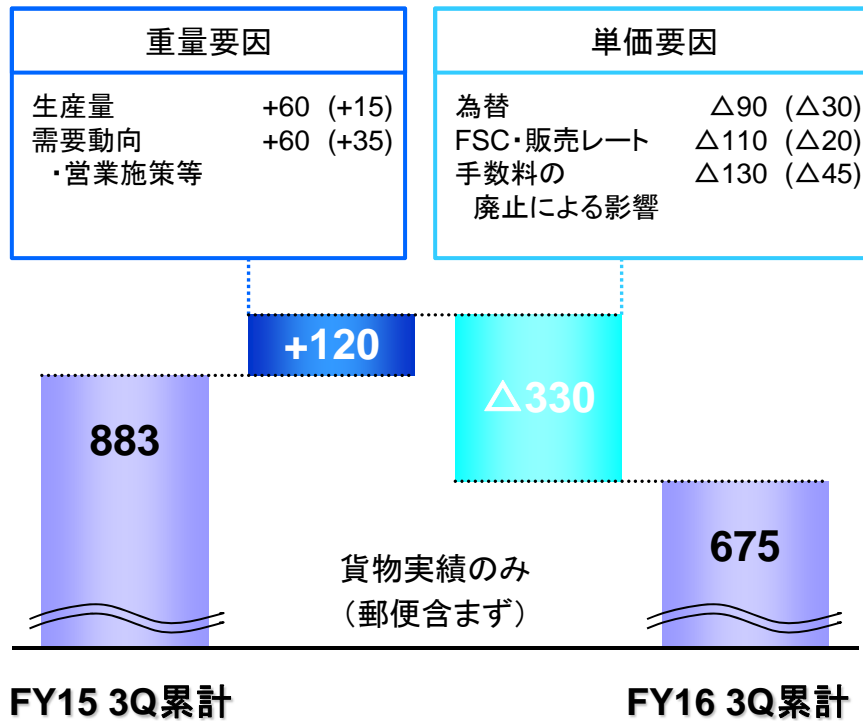 重量要因
生産量 +60 (+15)
需要動向 +60 (+35)
・営業施策等
単価要因
為替 △90 (△30)
FSC・販売レート △110 (△20)
手数料の △130 (△45)
廃止による影響
+120
△330
883
675
貨物実績のみ
（郵便含まず）
FY15 3Q累計
FY16 3Q累計